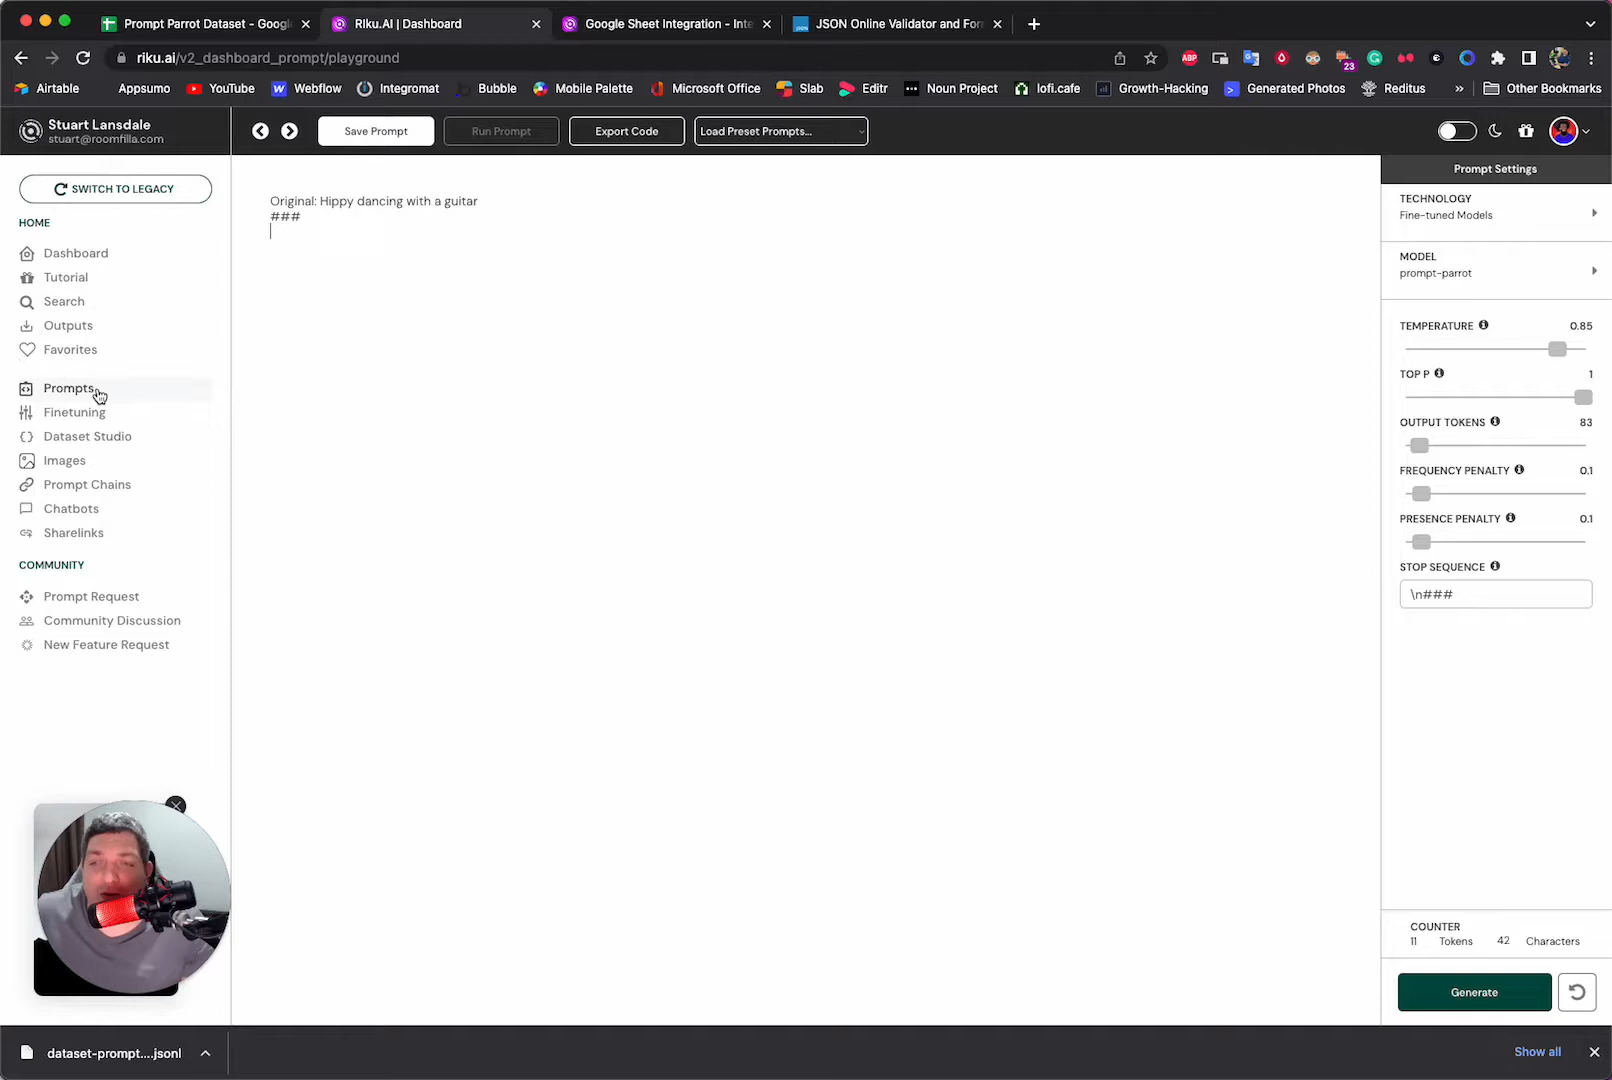 Prompt Parrot Dataset - Googl
Riku.AI | Dashboard
Google Sheet Integration - Inte
JSON Online Validator and For
riku.ai/v2_dashboard_prompt/playground
ABP
23
Airtable
Appsumo
YouTube
Webflow
Integromat
Bubble
Mobile Palette
Microsoft Office
Slab
Editr
Noun Project
lofi.cafe
Growth-Hacking
Generated Photos
Reditus
»
Other Bookmarks
Stuart Lansdale
stuart@roomfilla.com
Save Prompt
Run Prompt
Export Code
Load Preset Prompts...
SWITCH TO LEGACY
HOME
Dashboard
Tutorial
Search
Outputs
Favorites
Prompts
Finetuning
Dataset Studio
Images
Prompt Chains
Chatbots
Sharelinks
COMMUNITY
Prompt Request
Community Discussion
New Feature Request
Original: Hippy dancing with a guitar
###
Prompt Settings
TECHNOLOGY
Fine-tuned Models
MODEL
prompt-parrot
TEMPERATURE 0.85
TOP P 1
OUTPUT TOKENS 83
FREQUENCY PENALTY 0.1
PRESENCE PENALTY 0.1
STOP SEQUENCE
\n###
COUNTER
11 Tokens 42 Characters
Generate
dataset-prompt....jsonl
Show all